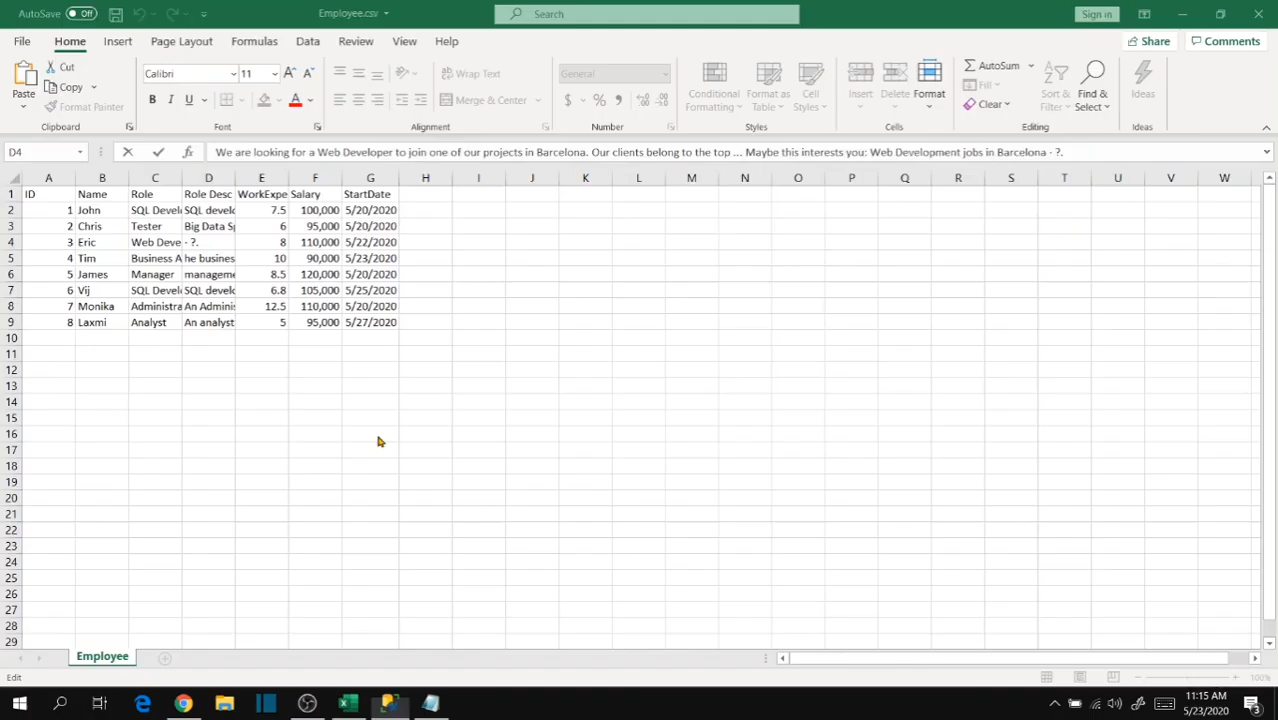 AutoSave Off Employee.csv Search Sign in
File Home Insert Page Layout Formulas Data Review View Help Share Comments
Paste Cut Copy Format Painter
Calibri 11 A A B I U A
Wrap Text Merge & Center
General $ % ,
Conditional Formatting Format as Table Cell Styles
Insert Delete Format
AutoSum Fill Clear Sort & Filter Find & Select Ideas
Clipboard Font Alignment Number Styles Cells Editing Ideas
D4 fx We are looking for a Web Developer to join one of our projects in Barcelona. Our clients belong to the top ... Maybe this interests you: Web Development jobs in Barcelona - ?.
A B C D E F G H I J K L M N O P Q R S T U V W
1 ID Name Role Role Desc WorkExpe Salary StartDate
2 1 John SQL Devel SQL develo 7.5 100,000 5/20/2020
3 2 Chris Tester Big Data Sp 6 95,000 5/20/2020
4 3 Eric Web Deve - ?. 8 110,000 5/22/2020
5 4 Tim Business A he busines 10 90,000 5/23/2020
6 5 James Manager manageme 8.5 120,000 5/20/2020
7 6 Vij SQL Devel SQL develo 6.8 105,000 5/25/2020
8 7 Monika Administra An Adminis 12.5 110,000 5/20/2020
9 8 Laxmi Analyst An analyst 5 95,000 5/27/2020
10
11
12
13
14
15
16
17
18
19
20
21
22
23
24
25
26
27
28
29
Employee
Edit 100%
11:15 AM
5/23/2020 3